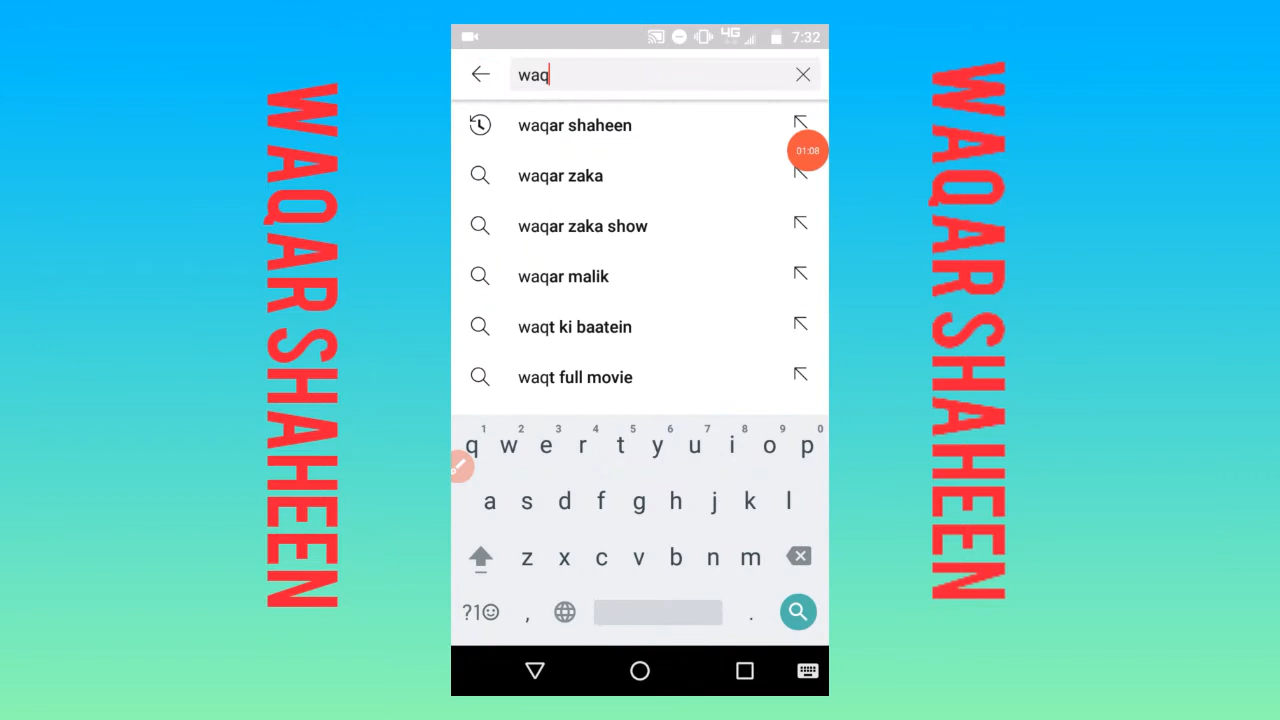 WAQAR SHAHEEN
4G 7:32
waq
waqar shaheen
01:08
waqar zaka
waqar zaka show
waqar malik
waqt ki baatein
waqt full movie
1 2 3 4 5 6 7 8 9 0
q w e r t y u i o p
a s d f g h j k l
z x c v b n m
?1☺ , .
WAQAR SHAHEEN